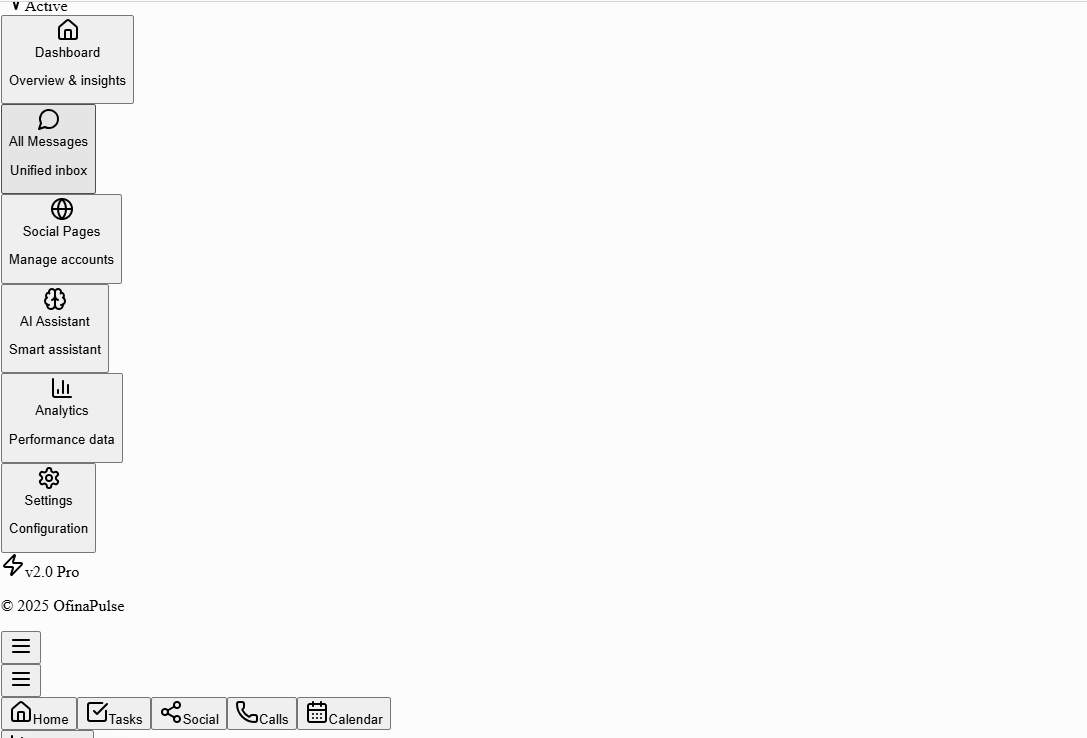 Active
Dashboard
Overview & insights
All Messages
Unified inbox
Social Pages
Manage accounts
AI Assistant
Smart assistant
Analytics
Performance data
Settings
Configuration
v2.0 Pro
© 2025 OfinaPulse
Home Tasks Social Calls Calendar